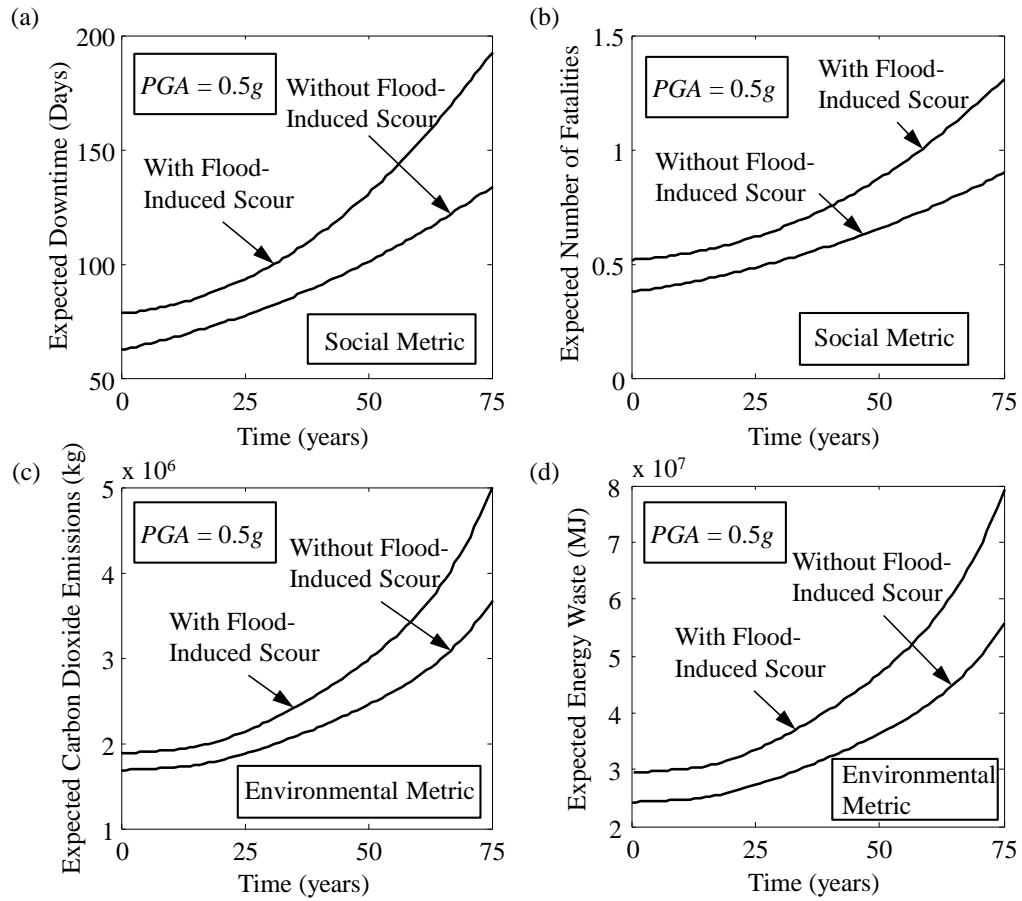 (a)
Expected Downtime (Days)
200
150
100
50
PGA = 0.5g
Without Flood-
Induced Scour
With Flood-
Induced Scour
Social Metric
0
25
50
75
Time (years)
(b)
Expected Number of Fatalities
1.5
1
0.5
0
PGA = 0.5g
With Flood-
Induced Scour
Without Flood-
Induced Scour
Social Metric
0
25
50
75
Time (years)
(c)
x 10⁶
Expected Carbon Dioxide Emissions (kg)
5
4
3
2
1
PGA = 0.5g
Without Flood-
Induced Scour
With Flood-
Induced Scour
Environmental Metric
0
25
50
75
Time (years)
(d)
x 10⁷
Expected Energy Waste (MJ)
8
7
6
5
4
3
2
PGA = 0.5g
Without Flood-
Induced Scour
With Flood-
Induced Scour
Environmental
Metric
0
25
50
75
Time (years)